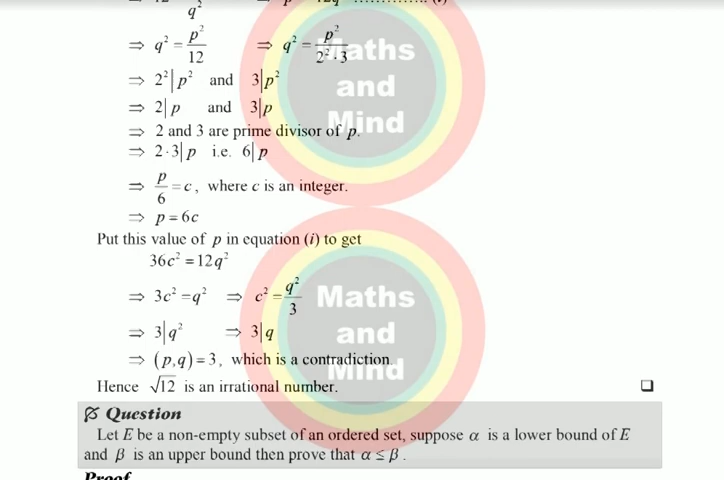 q²
⇒ q² = p²/12 ⇒ q² = p²/2²·3
⇒ 2²|p² and 3|p²
⇒ 2|p and 3|p
⇒ 2 and 3 are prime divisor of p.
⇒ 2·3|p i.e. 6|p
⇒ p/6 = c, where c is an integer.
⇒ p = 6c
Put this value of p in equation (i) to get
36c² = 12q²
⇒ 3c² = q² ⇒ c² = q²/3
⇒ 3|q² ⇒ 3|q
⇒ (p,q) = 3, which is a contradiction.
Hence √12 is an irrational number. ❑
Question
Let E be a non-empty subset of an ordered set, suppose α is a lower bound of E
and β is an upper bound then prove that α ≤ β.
Proof
Maths
and
Mind
Maths
and
Mind